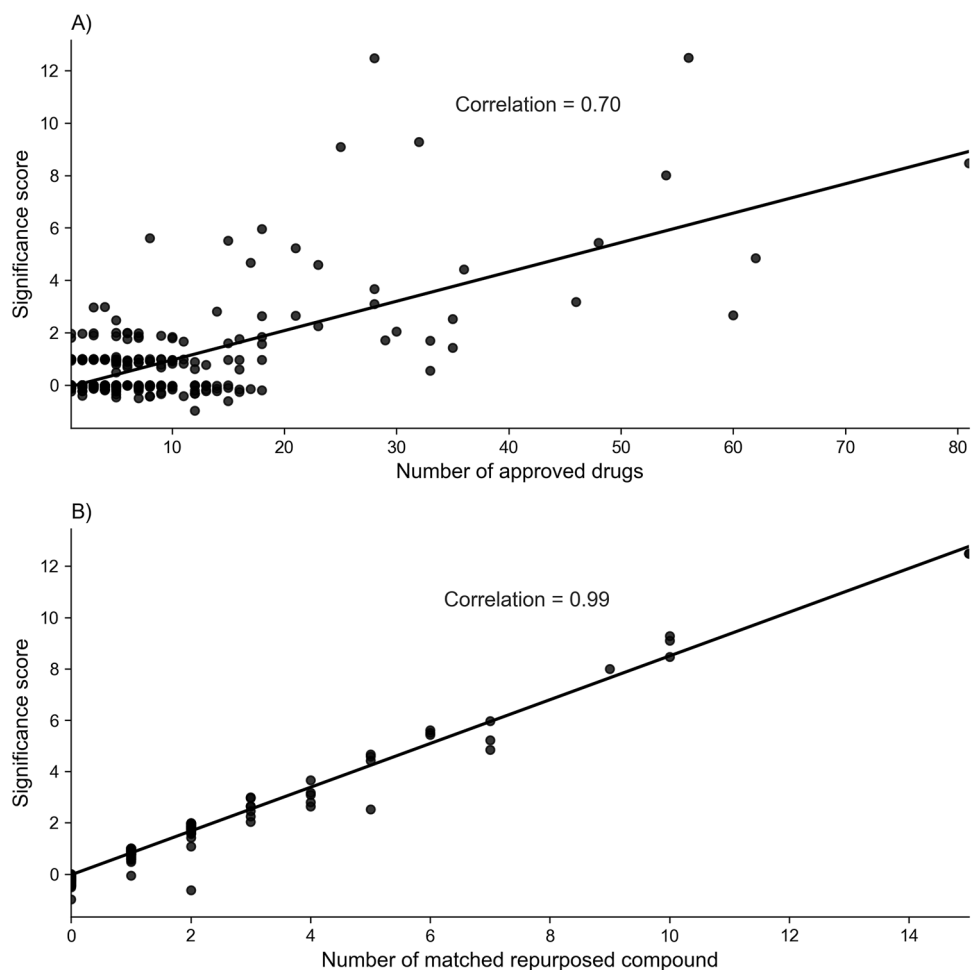 A)
12
10
8
6
4
2
0
Significance score
Correlation = 0.70
10 20 30 40 50 60 70 80
Number of approved drugs
B)
12
10
8
6
4
2
0
Significance score
Correlation = 0.99
0 2 4 6 8 10 12 14
Number of matched repurposed compound